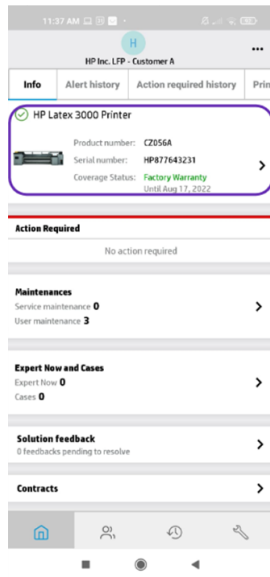 11:37 AM
H
HP Inc. LFP - Customer A
Info
Alert history
Action required history
Prin
HP Latex 3000 Printer
Product number: CZ056A
Serial number: HP877643231
Coverage Status: Factory Warranty
Until Aug 17, 2022
Action Required
No action required
Maintenances
Service maintenance 0
User maintenance 3
Expert Now and Cases
Expert Now 0
Cases 0
Solution feedback
0 feedbacks pending to resolve
Contracts